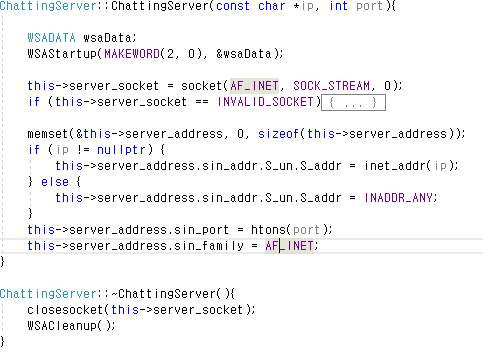 ChattingServer::ChattingServer(const char *ip, int port){
WSADATA wsaData;
WSAStartup(MAKEWORD(2, 0), &wsaData);
this->server_socket = socket(AF_INET, SOCK_STREAM, 0);
if (this->server_socket == INVALID_SOCKET) { ... }
memset(&this->server_address, 0, sizeof(this->server_address));
if (ip != nullptr) {
this->server_address.sin_addr.S_un.S_addr = inet_addr(ip);
} else {
this->server_address.sin_addr.S_un.S_addr = INADDR_ANY;
}
this->server_address.sin_port = htons(port);
this->server_address.sin_family = AF_INET;
}
ChattingServer::~ChattingServer(){
closesocket(this->server_socket);
WSACleanup();
}